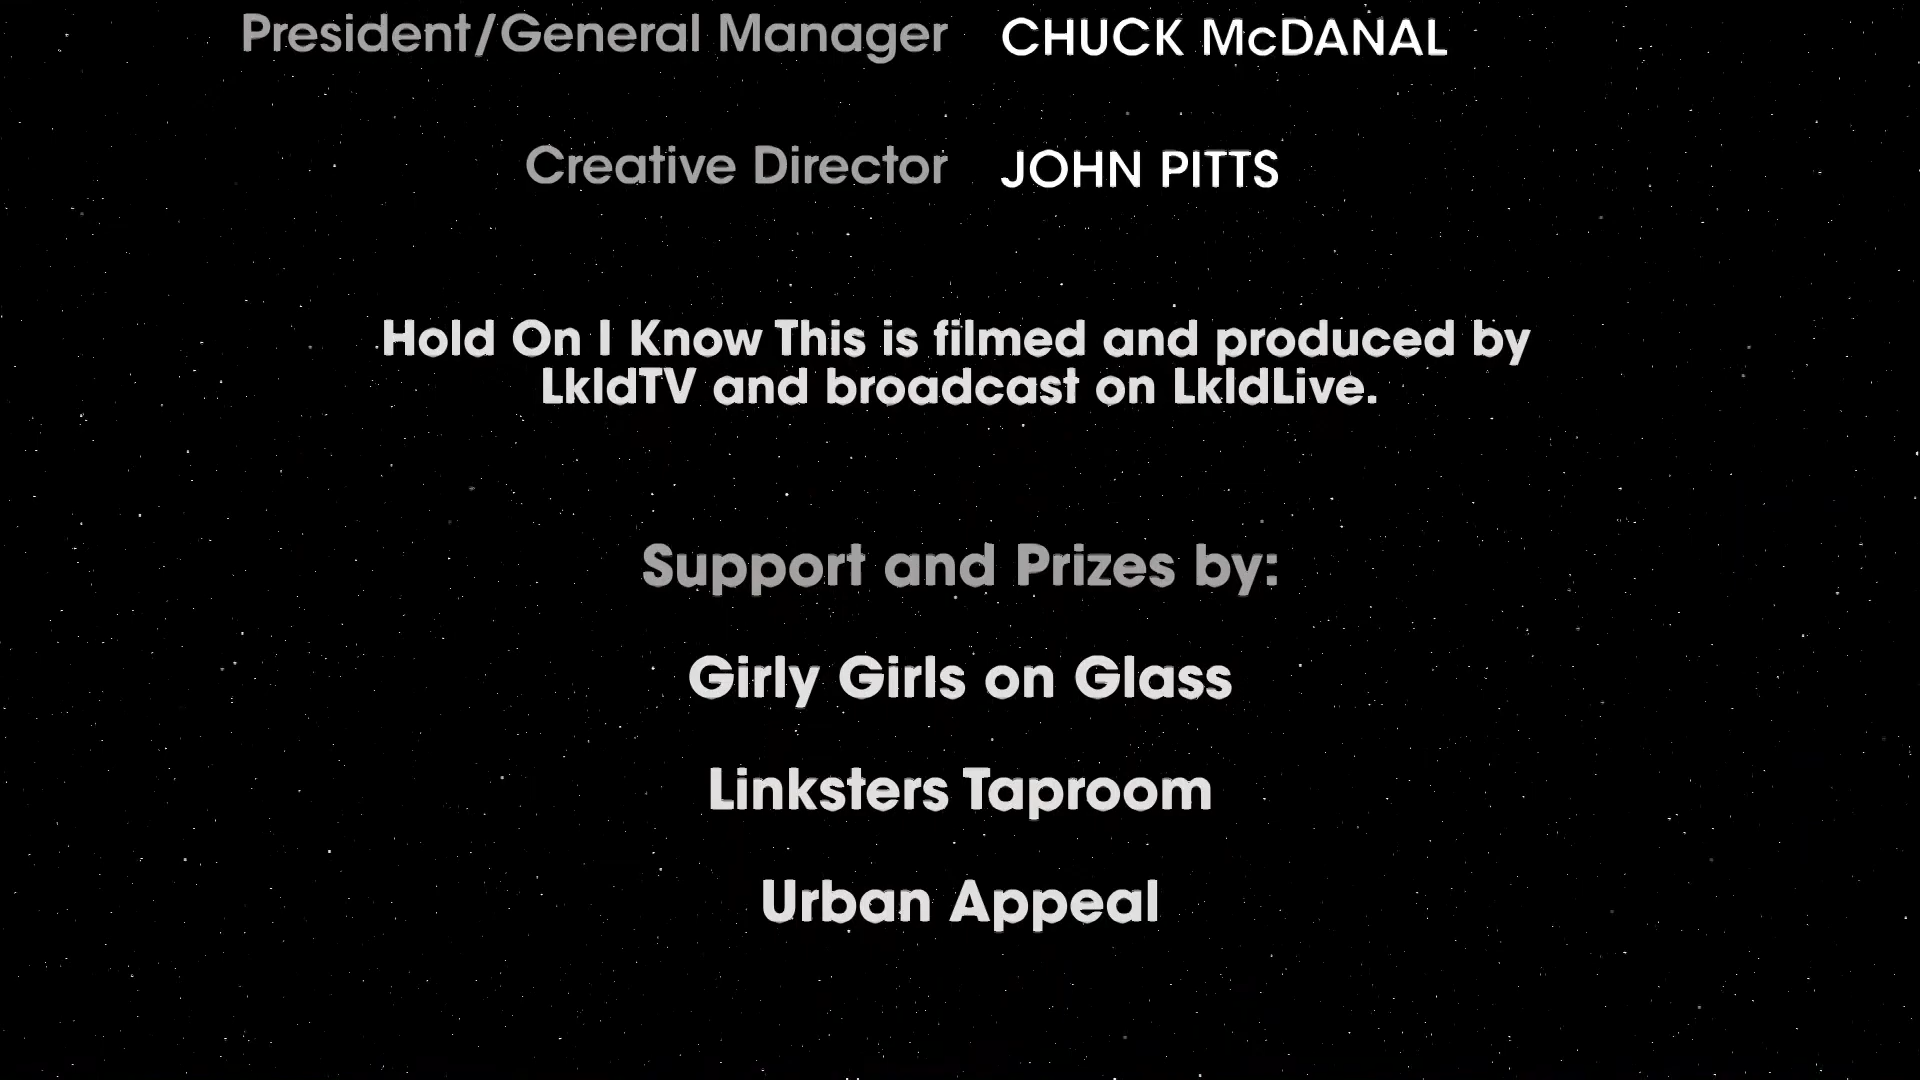 President/General Manager CHUCK McDANAL
Creative Director JOHN PITTS
Hold On I Know This is filmed and produced by
LkldTV and broadcast on LkldLive.
Support and Prizes by:
Girly Girls on Glass
Linksters Taproom
Urban Appeal